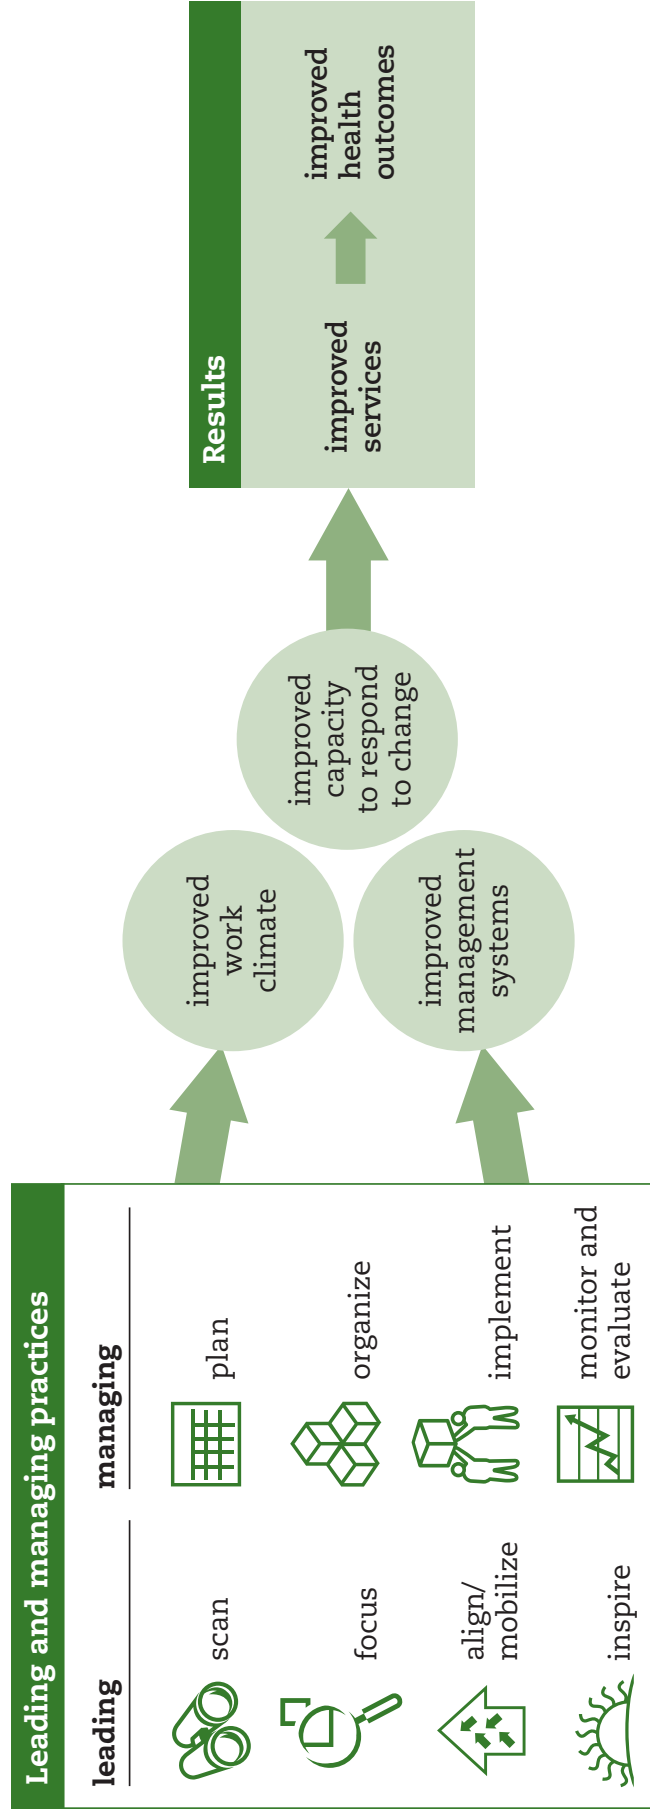 Leading and managing practices
leading
managing
scan
plan
focus
organize
align/
mobilize
implement
inspire
monitor and
evaluate
improved
work
climate
improved
management
systems
improved
capacity
to respond
to change
Results
improved
services
improved
health
outcomes